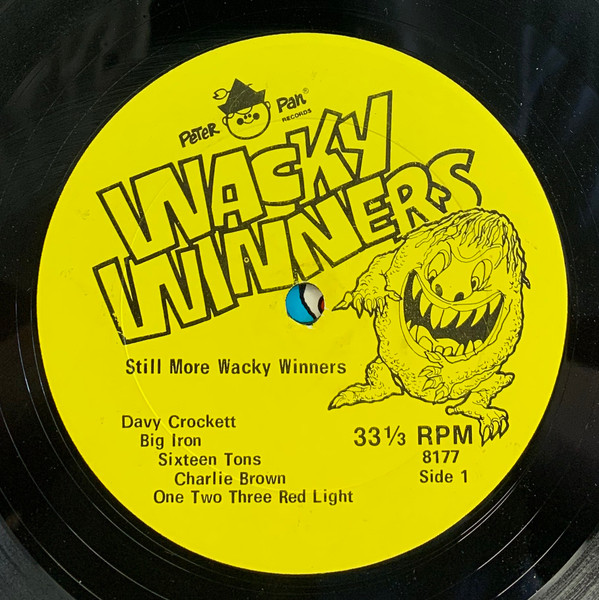 Peter Pan®
RECORDS
WACKY
WINNERS
Still More Wacky Winners
Davy Crockett
Big Iron
Sixteen Tons
Charlie Brown
One Two Three Red Light
33⅓ RPM
8177
Side 1